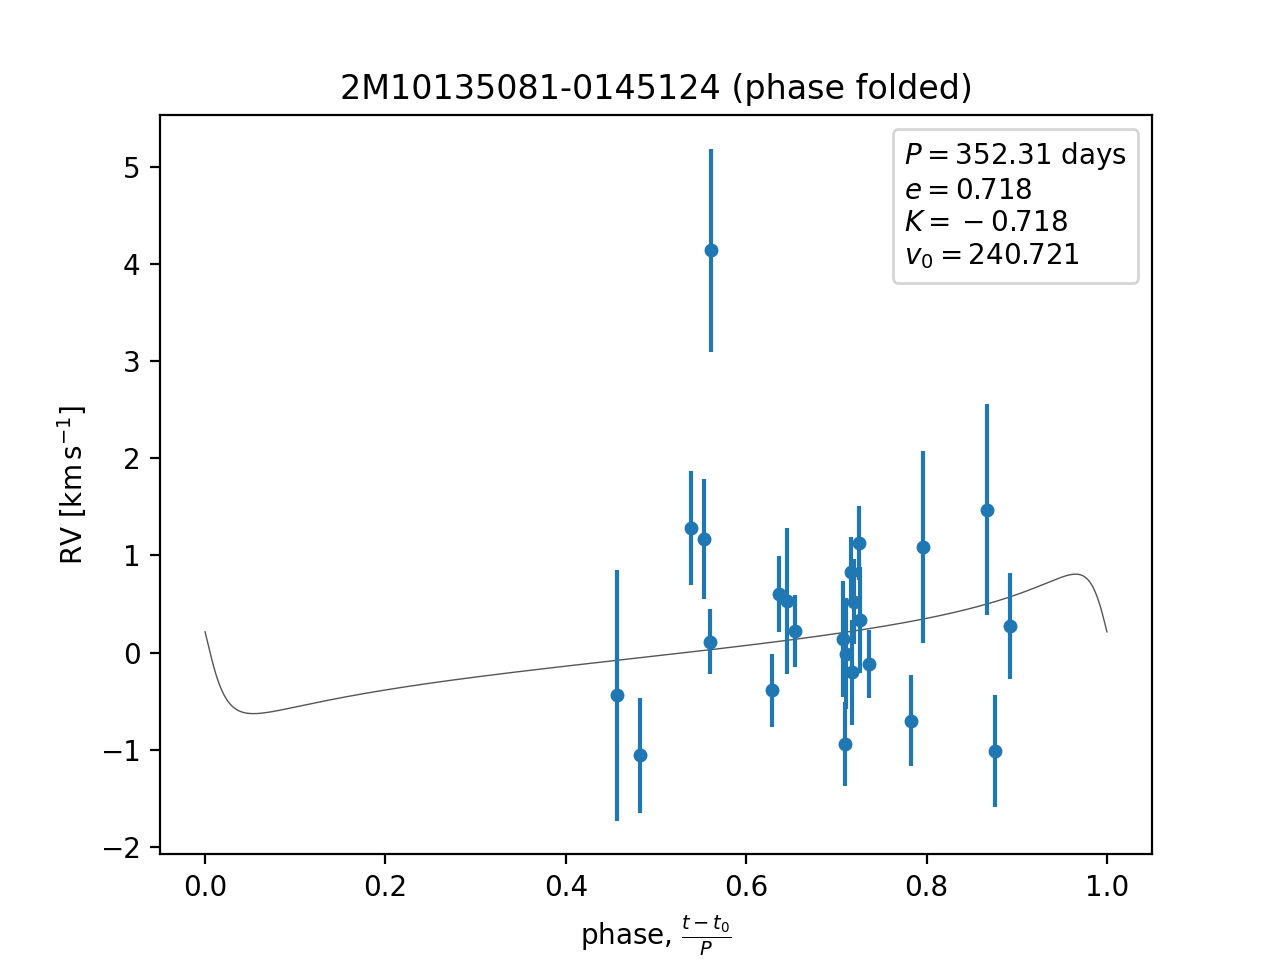 2M10135081-0145124 (phase folded)
P = 352.31 days
e = 0.718
K = −0.718
v₀ = 240.721
5
4
3
2
1
0
−1
−2
RV [km s⁻¹]
0.0 0.2 0.4 0.6 0.8 1.0
phase, (t − t₀)/P